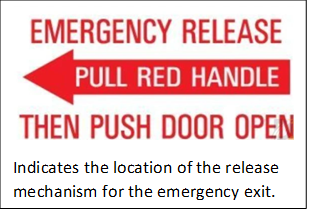 EMERGENCY RELEASE
PULL RED HANDLE
THEN PUSH DOOR OPEN
Indicates the location of the release
mechanism for the emergency exit.